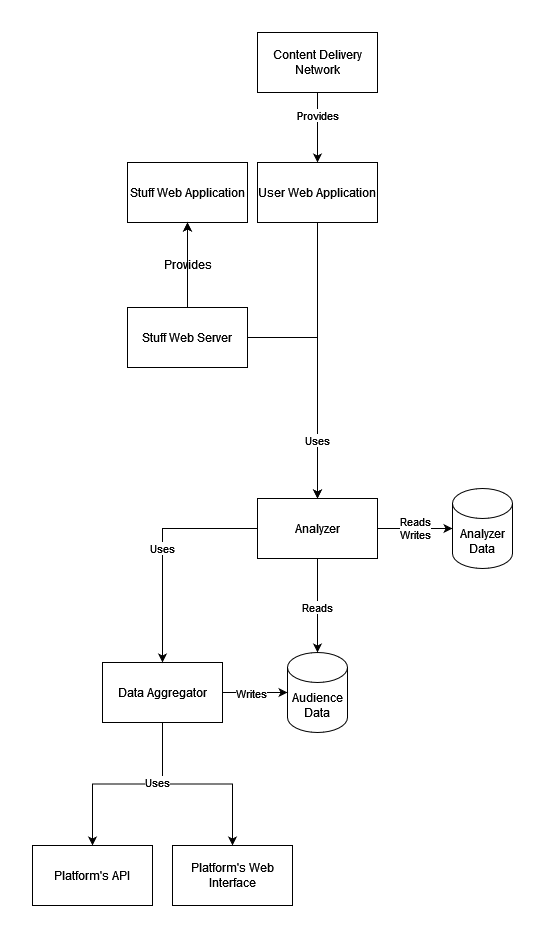 Content Delivery
Network
Provides
Stuff Web Application
User Web Application
Provides
Stuff Web Server
Uses
Analyzer
Reads
Writes
Analyzer
Data
Uses
Reads
Data Aggregator
Writes
Audience
Data
Uses
Platform's API
Platform's Web
Interface